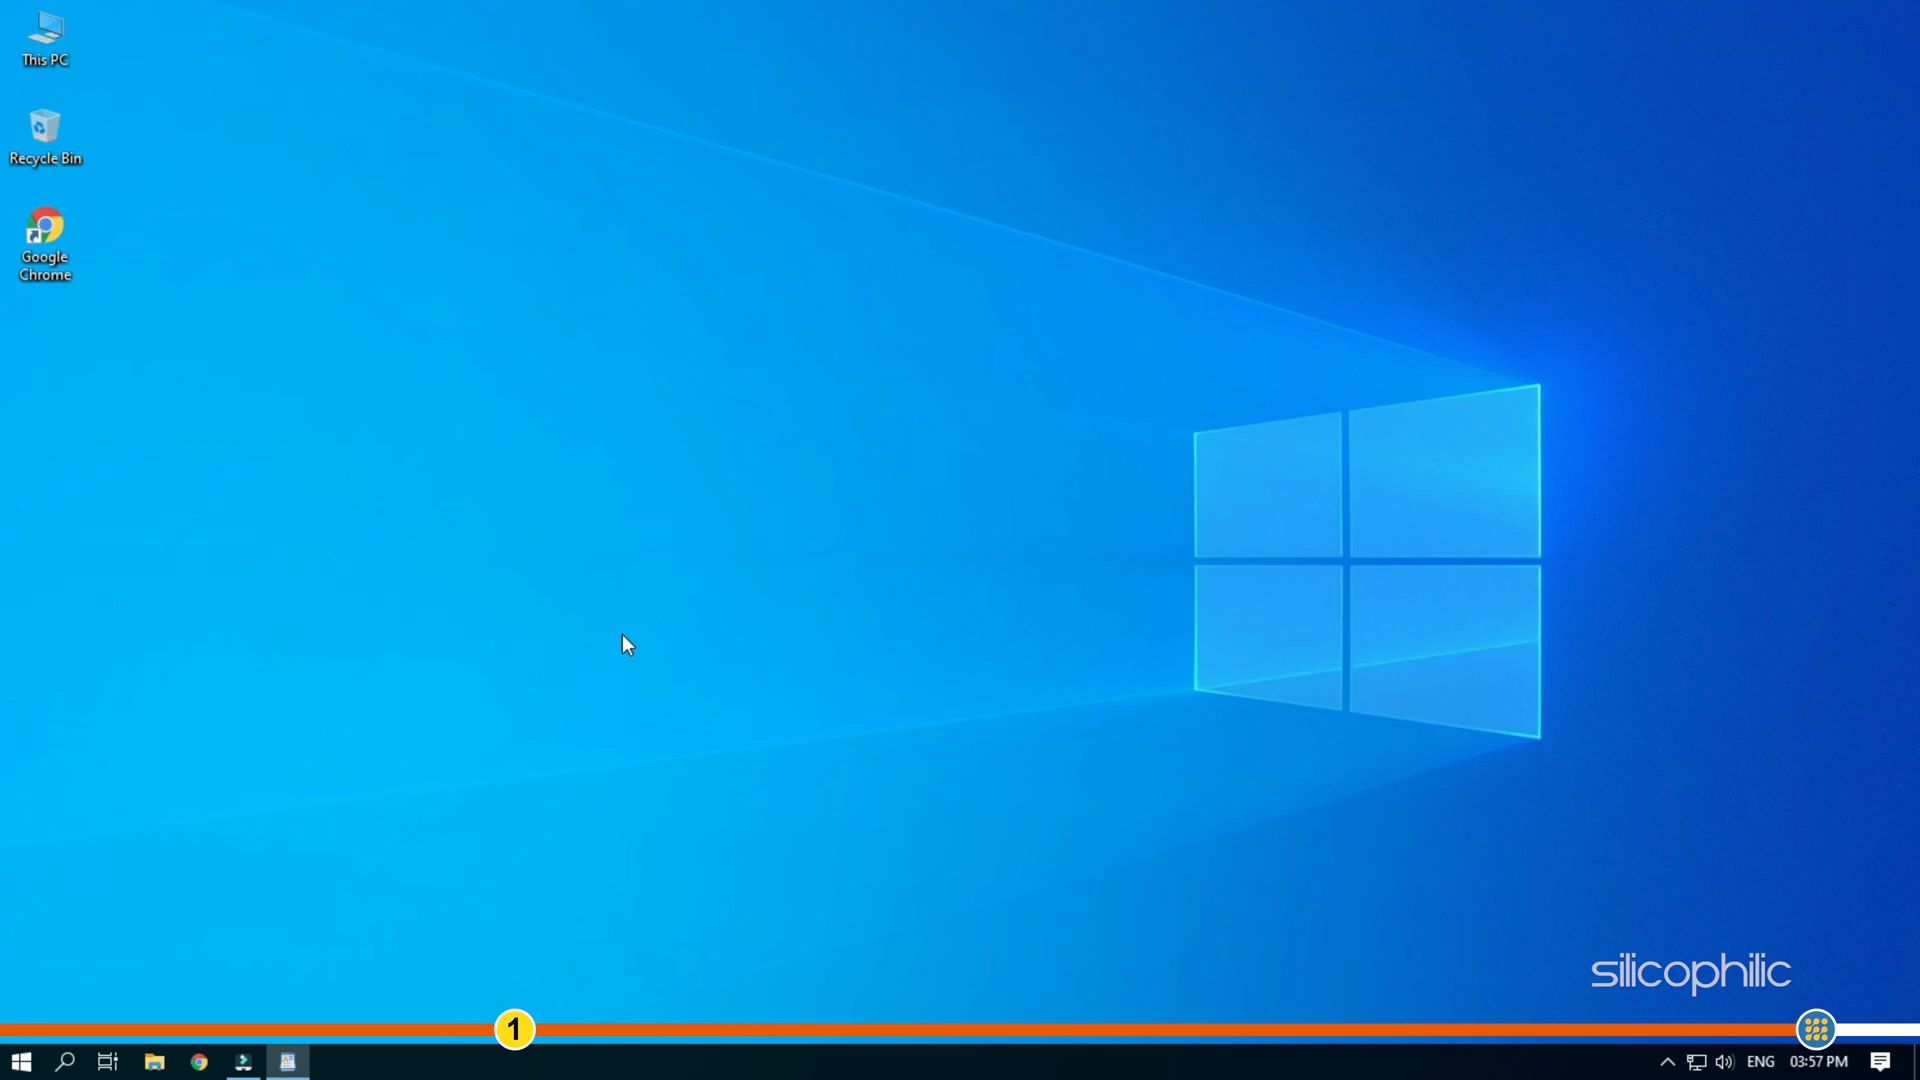 This PC
Recycle Bin
Google
Chrome
silicophilic
1
ENG 03:57 PM